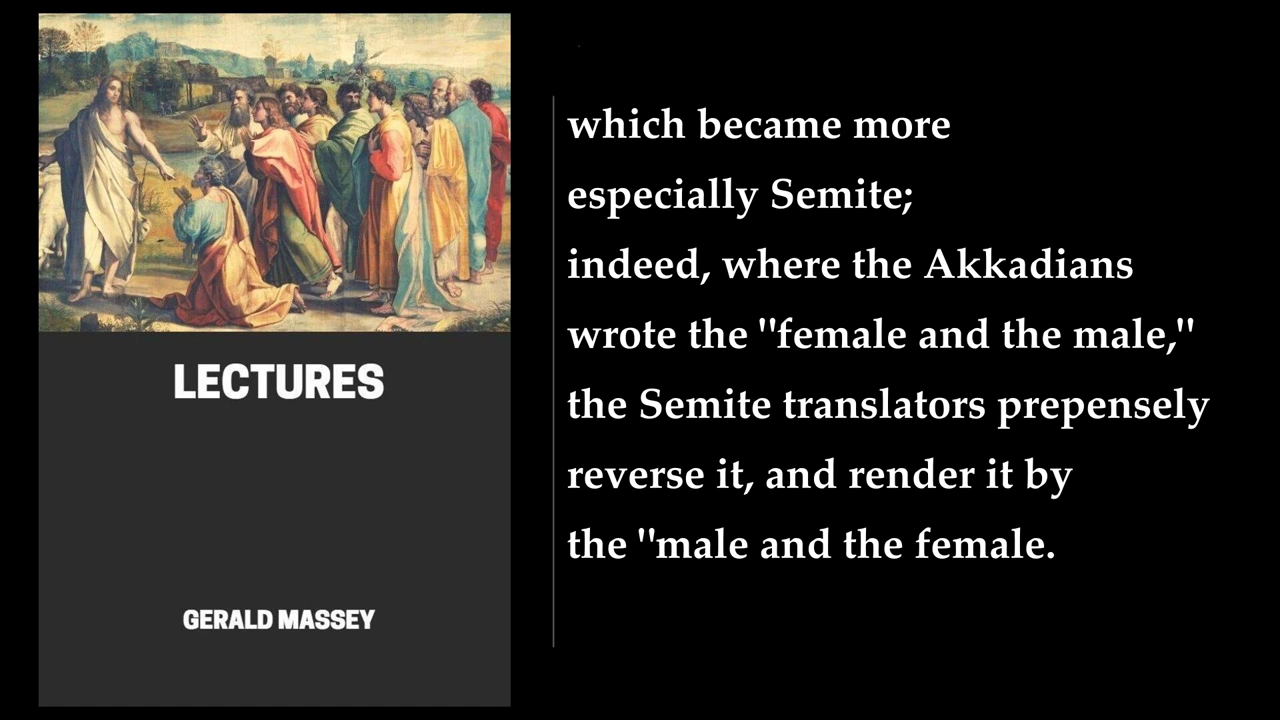 LECTURES
GERALD MASSEY
which became more
especially Semite;
indeed, where the Akkadians
wrote the "female and the male,"
the Semite translators prepensely
reverse it, and render it by
the "male and the female.